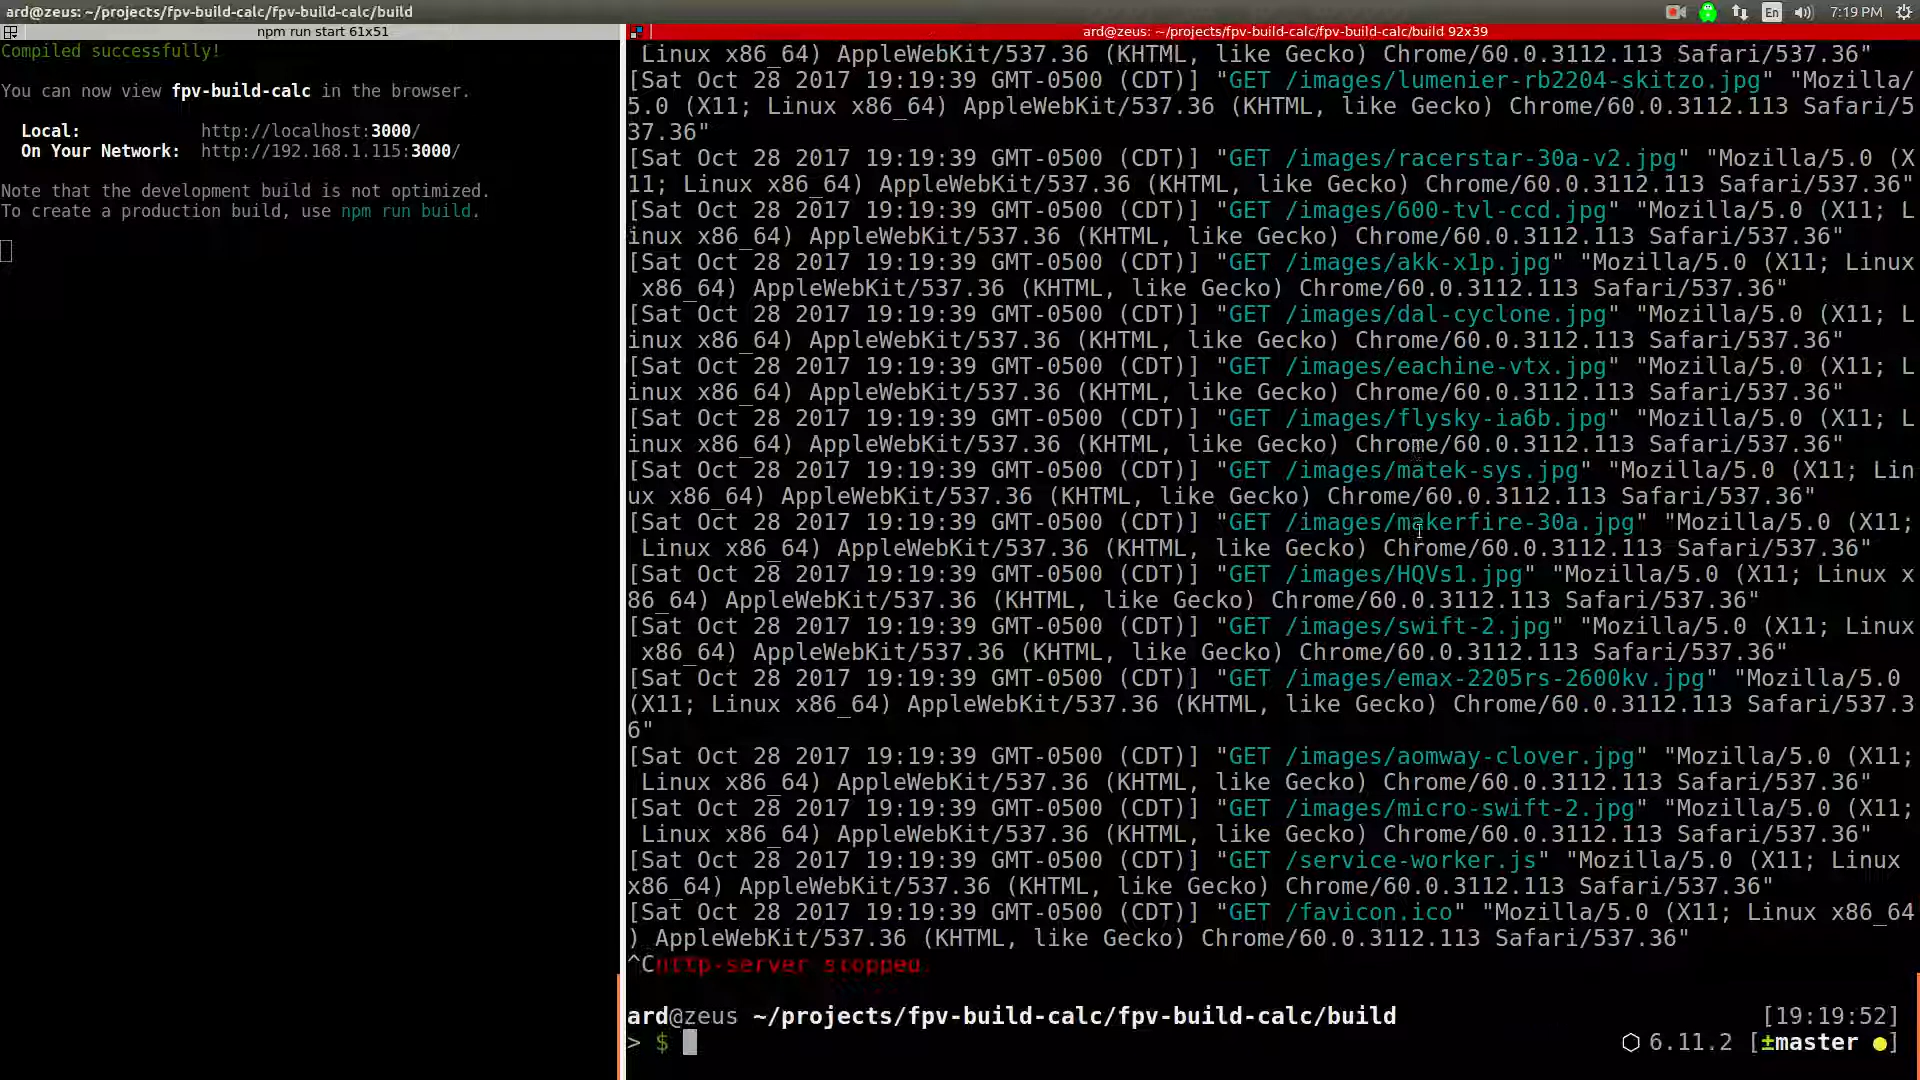 ard@zeus: ~/projects/fpv-build-calc/fpv-build-calc/build
En
7:19 PM
npm run start 61x51
Compiled successfully!
You can now view fpv-build-calc in the browser.
Local: http://localhost:3000/
On Your Network: http://192.168.1.115:3000/
Note that the development build is not optimized.
To create a production build, use npm run build.
ard@zeus: ~/projects/fpv-build-calc/fpv-build-calc/build 92x39
Linux x86_64) AppleWebKit/537.36 (KHTML, like Gecko) Chrome/60.0.3112.113 Safari/537.36"
[Sat Oct 28 2017 19:19:39 GMT-0500 (CDT)] "GET /images/lumenier-rb2204-skitzo.jpg" "Mozilla/
5.0 (X11; Linux x86_64) AppleWebKit/537.36 (KHTML, like Gecko) Chrome/60.0.3112.113 Safari/5
37.36"
[Sat Oct 28 2017 19:19:39 GMT-0500 (CDT)] "GET /images/racerstar-30a-v2.jpg" "Mozilla/5.0 (X
11; Linux x86_64) AppleWebKit/537.36 (KHTML, like Gecko) Chrome/60.0.3112.113 Safari/537.36"
[Sat Oct 28 2017 19:19:39 GMT-0500 (CDT)] "GET /images/600-tvl-ccd.jpg" "Mozilla/5.0 (X11; L
inux x86_64) AppleWebKit/537.36 (KHTML, like Gecko) Chrome/60.0.3112.113 Safari/537.36"
[Sat Oct 28 2017 19:19:39 GMT-0500 (CDT)] "GET /images/akk-x1p.jpg" "Mozilla/5.0 (X11; Linux
x86_64) AppleWebKit/537.36 (KHTML, like Gecko) Chrome/60.0.3112.113 Safari/537.36"
[Sat Oct 28 2017 19:19:39 GMT-0500 (CDT)] "GET /images/dal-cyclone.jpg" "Mozilla/5.0 (X11; L
inux x86_64) AppleWebKit/537.36 (KHTML, like Gecko) Chrome/60.0.3112.113 Safari/537.36"
[Sat Oct 28 2017 19:19:39 GMT-0500 (CDT)] "GET /images/eachine-vtx.jpg" "Mozilla/5.0 (X11; L
inux x86_64) AppleWebKit/537.36 (KHTML, like Gecko) Chrome/60.0.3112.113 Safari/537.36"
[Sat Oct 28 2017 19:19:39 GMT-0500 (CDT)] "GET /images/flysky-ia6b.jpg" "Mozilla/5.0 (X11; L
inux x86_64) AppleWebKit/537.36 (KHTML, like Gecko) Chrome/60.0.3112.113 Safari/537.36"
[Sat Oct 28 2017 19:19:39 GMT-0500 (CDT)] "GET /images/matek-sys.jpg" "Mozilla/5.0 (X11; Lin
ux x86_64) AppleWebKit/537.36 (KHTML, like Gecko) Chrome/60.0.3112.113 Safari/537.36"
[Sat Oct 28 2017 19:19:39 GMT-0500 (CDT)] "GET /images/makerfire-30a.jpg" "Mozilla/5.0 (X11;
Linux x86_64) AppleWebKit/537.36 (KHTML, like Gecko) Chrome/60.0.3112.113 Safari/537.36"
[Sat Oct 28 2017 19:19:39 GMT-0500 (CDT)] "GET /images/HQVs1.jpg" "Mozilla/5.0 (X11; Linux x
86_64) AppleWebKit/537.36 (KHTML, like Gecko) Chrome/60.0.3112.113 Safari/537.36"
[Sat Oct 28 2017 19:19:39 GMT-0500 (CDT)] "GET /images/swift-2.jpg" "Mozilla/5.0 (X11; Linux
x86_64) AppleWebKit/537.36 (KHTML, like Gecko) Chrome/60.0.3112.113 Safari/537.36"
[Sat Oct 28 2017 19:19:39 GMT-0500 (CDT)] "GET /images/emax-2205rs-2600kv.jpg" "Mozilla/5.0
(X11; Linux x86_64) AppleWebKit/537.36 (KHTML, like Gecko) Chrome/60.0.3112.113 Safari/537.3
6"
[Sat Oct 28 2017 19:19:39 GMT-0500 (CDT)] "GET /images/aomway-clover.jpg" "Mozilla/5.0 (X11;
Linux x86_64) AppleWebKit/537.36 (KHTML, like Gecko) Chrome/60.0.3112.113 Safari/537.36"
[Sat Oct 28 2017 19:19:39 GMT-0500 (CDT)] "GET /images/micro-swift-2.jpg" "Mozilla/5.0 (X11;
Linux x86_64) AppleWebKit/537.36 (KHTML, like Gecko) Chrome/60.0.3112.113 Safari/537.36"
[Sat Oct 28 2017 19:19:39 GMT-0500 (CDT)] "GET /service-worker.js" "Mozilla/5.0 (X11; Linux
x86_64) AppleWebKit/537.36 (KHTML, like Gecko) Chrome/60.0.3112.113 Safari/537.36"
[Sat Oct 28 2017 19:19:39 GMT-0500 (CDT)] "GET /favicon.ico" "Mozilla/5.0 (X11; Linux x86_64
) AppleWebKit/537.36 (KHTML, like Gecko) Chrome/60.0.3112.113 Safari/537.36"
^Chttp-server stopped.
ard@zeus ~/projects/fpv-build-calc/fpv-build-calc/build [19:19:52]
> $ ⬡ 6.11.2 [±master ●]